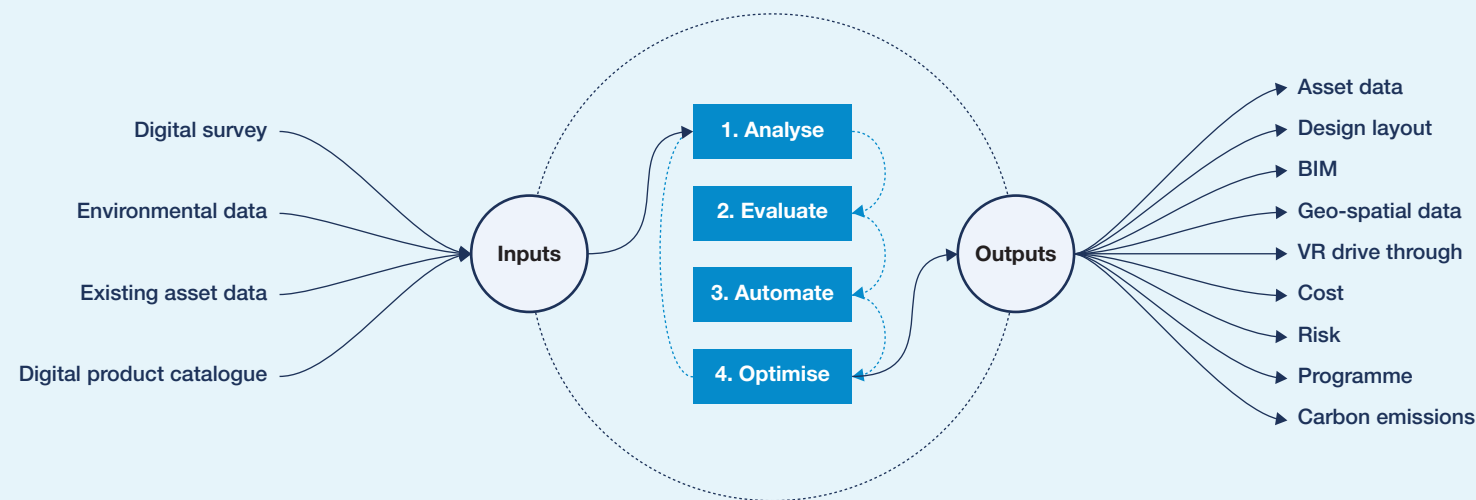 Digital survey
Environmental data
Existing asset data
Digital product catalogue
Inputs
1. Analyse
2. Evaluate
3. Automate
4. Optimise
Outputs
Asset data
Design layout
BIM
Geo-spatial data
VR drive through
Cost
Risk
Programme
Carbon emissions